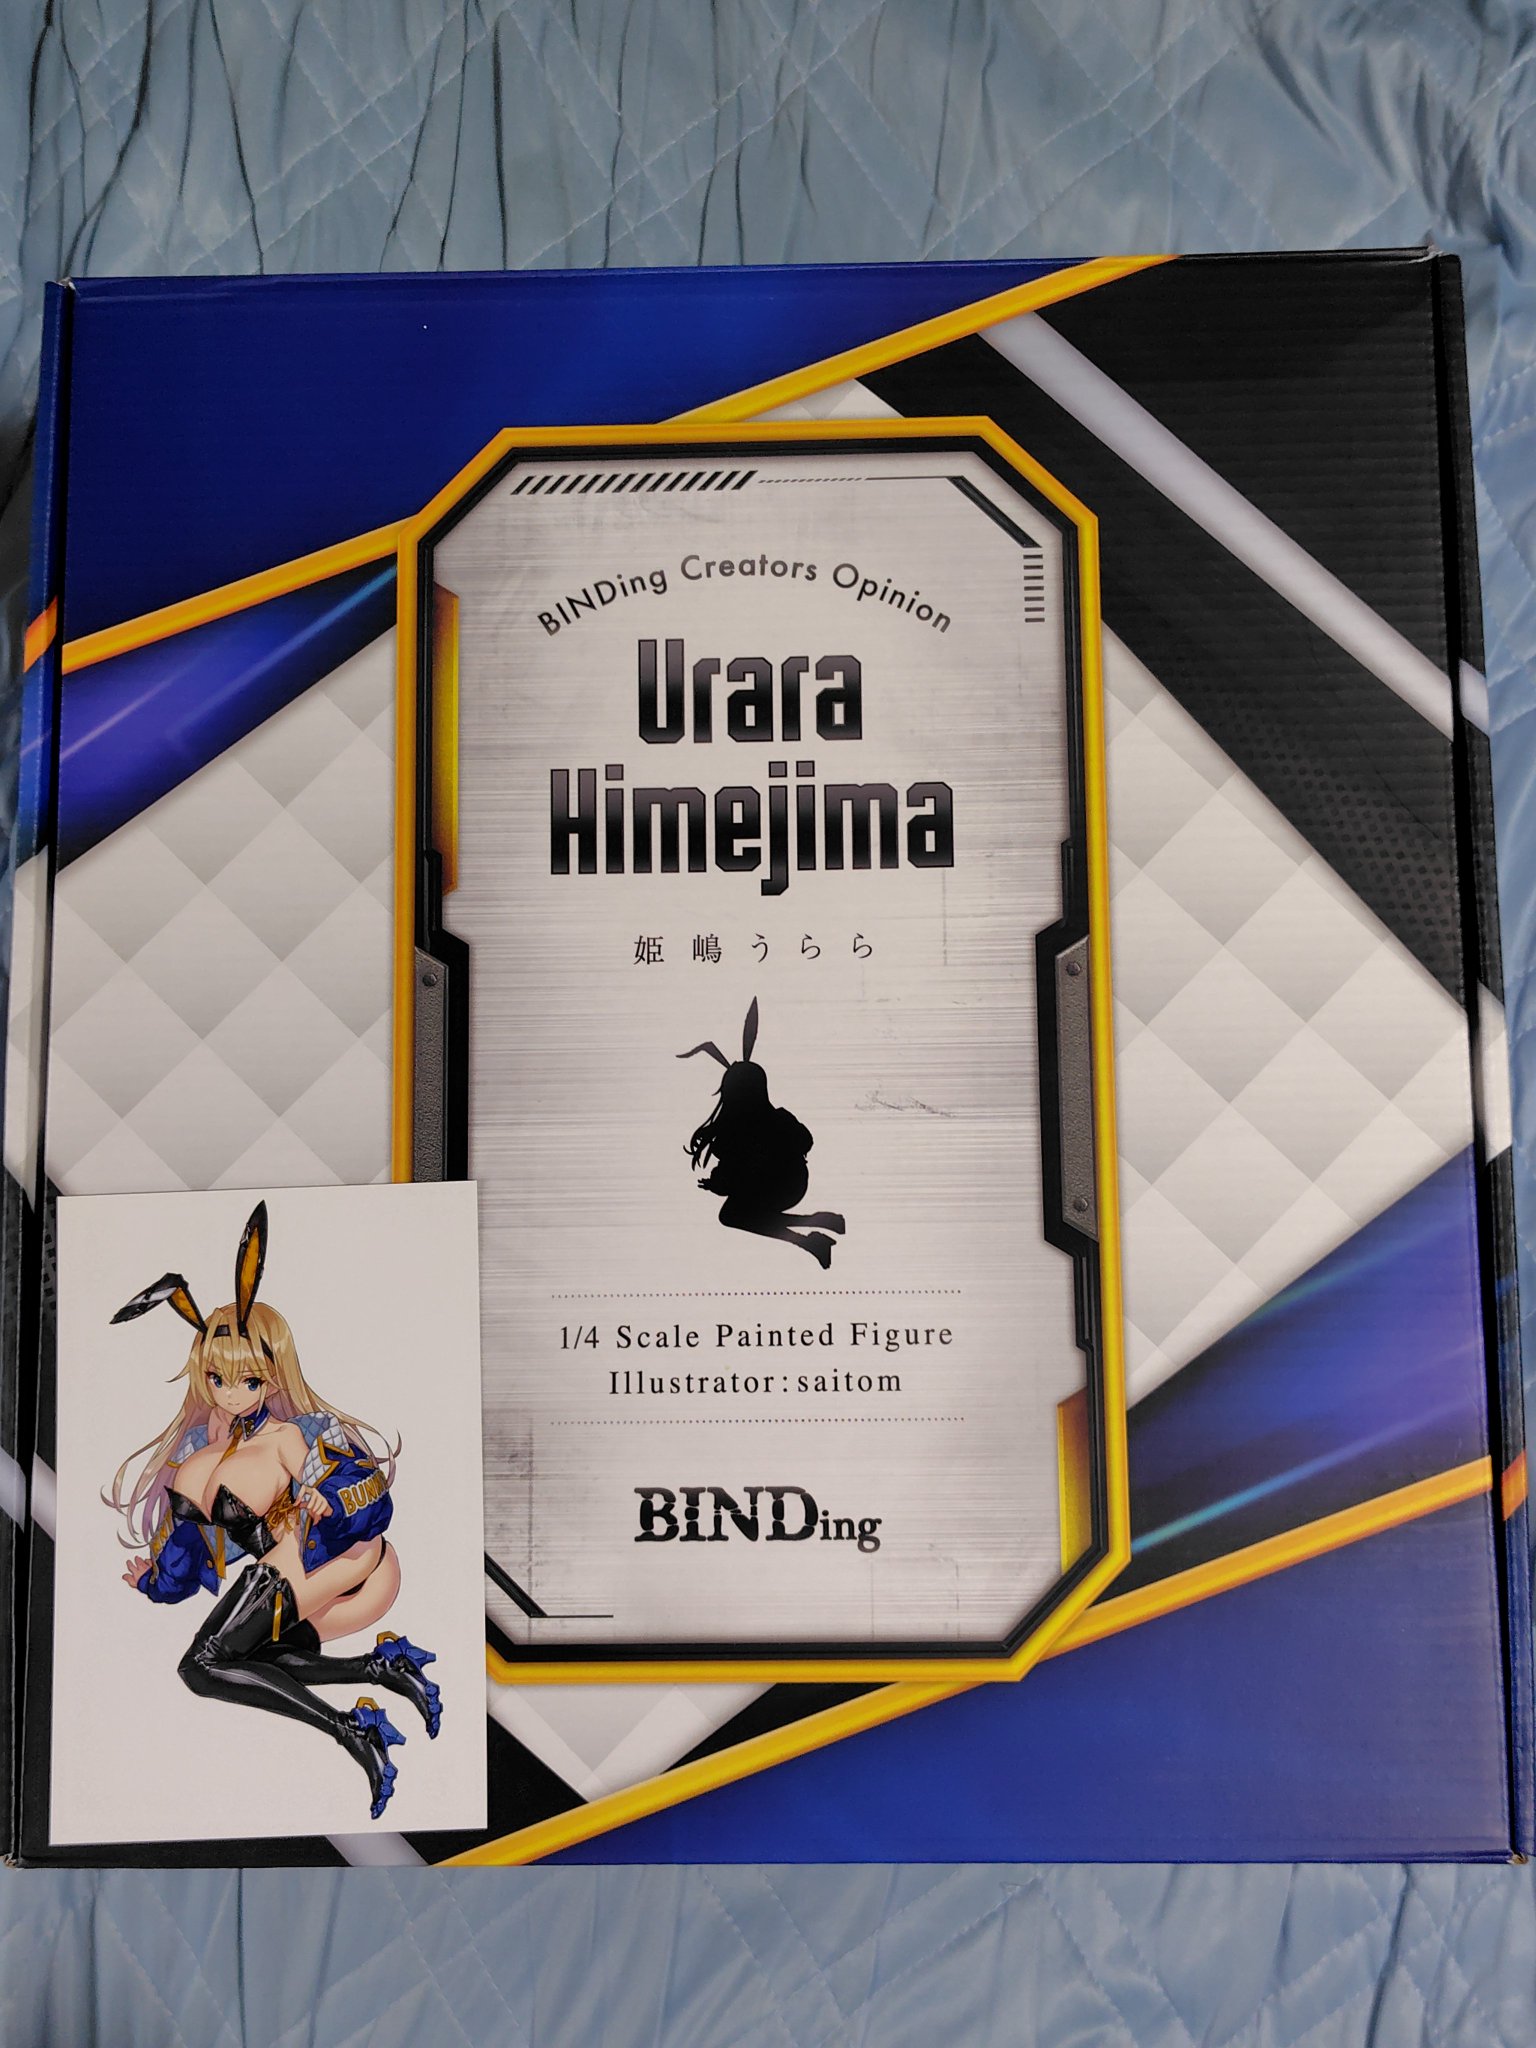 BINDing Creators Opinion
Urara
Himejima
姫嶋うらら
1/4 Scale Painted Figure
Illustrator:saitom
BINDing